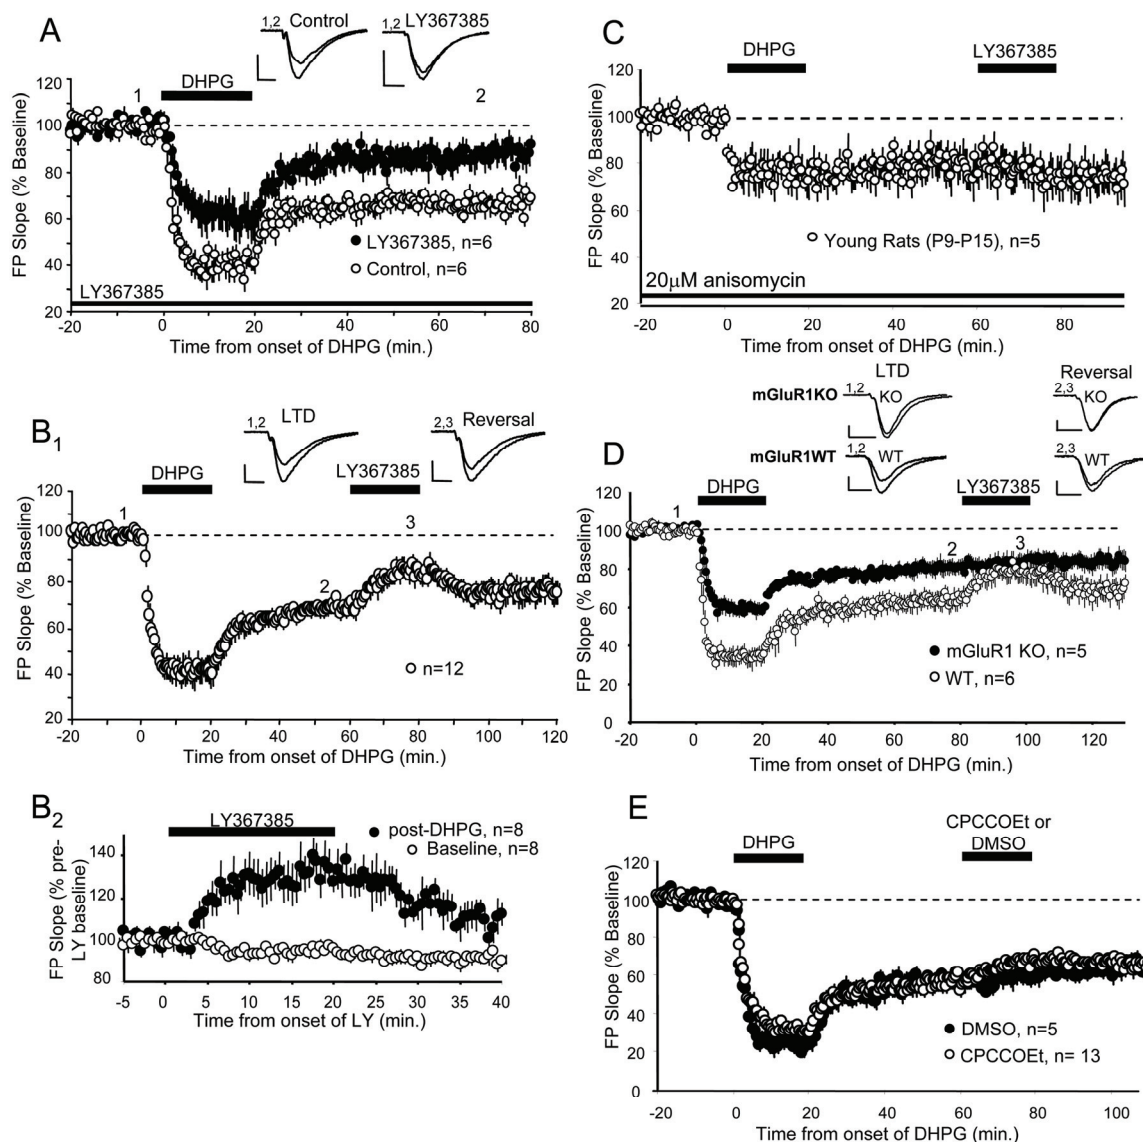 A
1,2 Control
1,2 LY367385
DHPG
1
2
120
100
80
60
40
20
FP Slope (% Baseline)
LY367385, n=6
Control, n=6
LY367385
-20 0 20 40 60 80
Time from onset of DHPG (min.)
C
DHPG
LY367385
120
100
80
60
40
20
FP Slope (% Baseline)
Young Rats (P9-P15), n=5
20μM anisomycin
-20 0 20 40 60 80
Time from onset of DHPG (min.)
B1
1,2 LTD
2,3 Reversal
DHPG
LY367385
1
2
3
120
100
80
60
40
20
FP Slope (% Baseline)
n=12
-20 0 20 40 60 80 100 120
Time from onset of DHPG (min.)
LTD
Reversal
mGluR1KO
1,2 KO
2,3 KO
mGluR1WT
1,2 WT
2,3 WT
D
DHPG
LY367385
1
2
3
120
100
80
60
40
20
0
FP Slope (% Baseline)
mGluR1 KO, n=5
WT, n=6
-20 0 20 40 60 80 100 120
Time from onset of DHPG (min.)
B2
LY367385
post-DHPG, n=8
Baseline, n=8
140
120
100
80
FP Slope (% pre-
LY baseline)
-5 0 5 10 15 20 25 30 35 40
Time from onset of LY (min.)
E
DHPG
CPCCOEt or
DMSO
120
100
80
60
40
20
0
FP Slope (% Baseline)
DMSO, n=5
CPCCOEt, n= 13
-20 0 20 40 60 80 100
Time from onset of DHPG (min.)